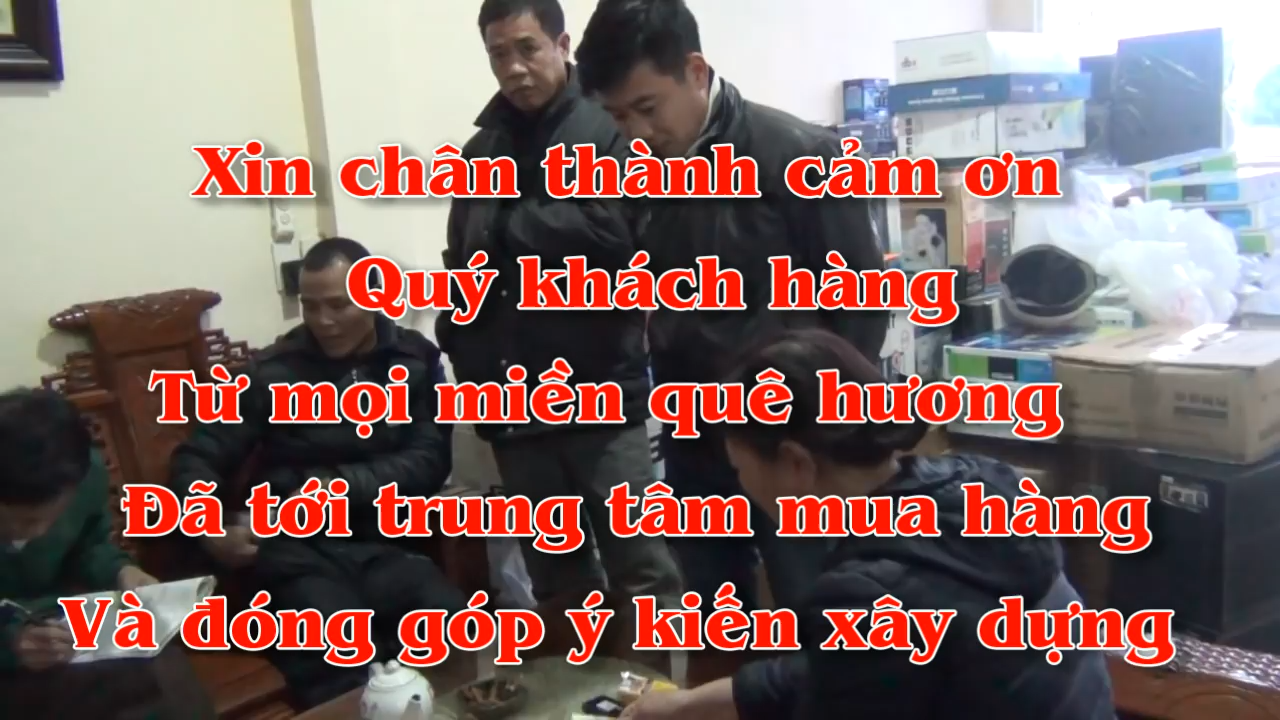 Xin chân thành cảm ơn
Quý khách hàng
Từ mọi miền quê hương
Đã tới trung tâm mua hàng
Và đóng góp ý kiến xây dựng